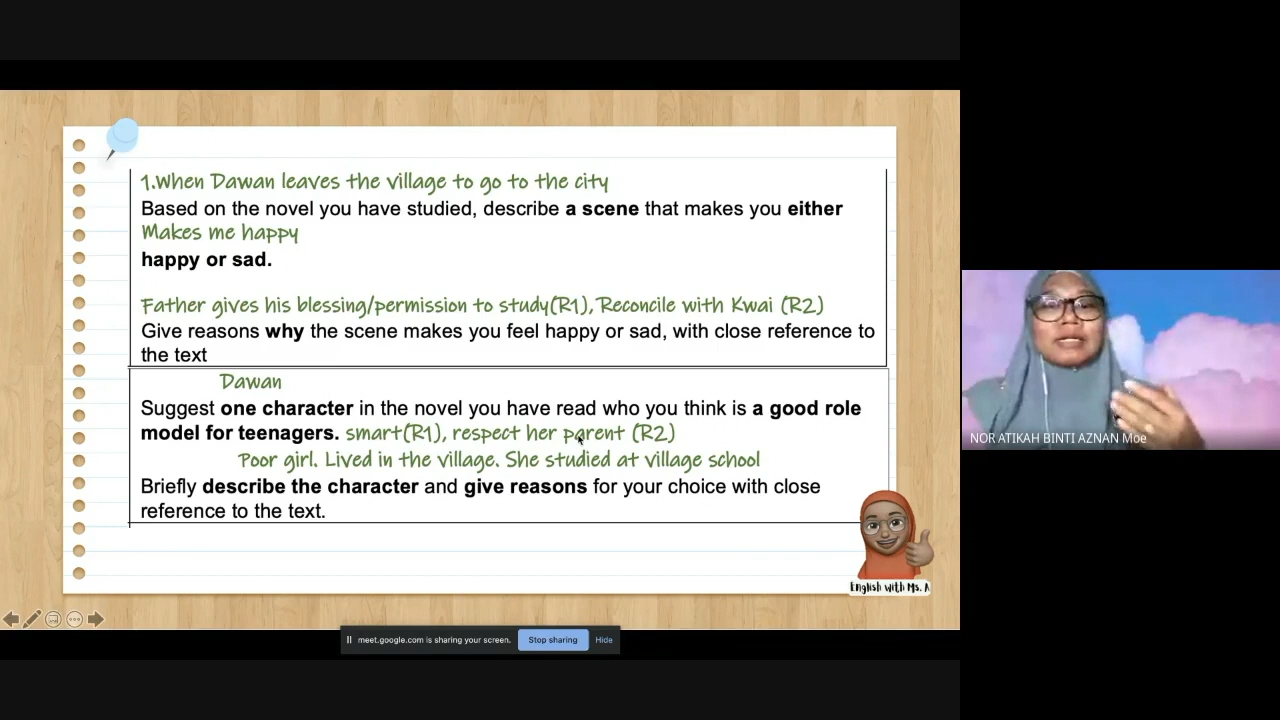 1.When Dawan leaves the village to go to the city
Based on the novel you have studied, describe a scene that makes you either
Makes me happy
happy or sad.
Father gives his blessing/permission to study(R1), Reconcile with Kwai (R2)
Give reasons why the scene makes you feel happy or sad, with close reference to
the text
Dawan
Suggest one character in the novel you have read who you think is a good role
model for teenagers. smart(R1), respect her parent (R2)
Poor girl. Lived in the village. She studied at village school
Briefly describe the character and give reasons for your choice with close
reference to the text.
English with Ms. A
meet.google.com is sharing your screen. Stop sharing Hide
NOR ATIKAH BINTI AZNAN Moe